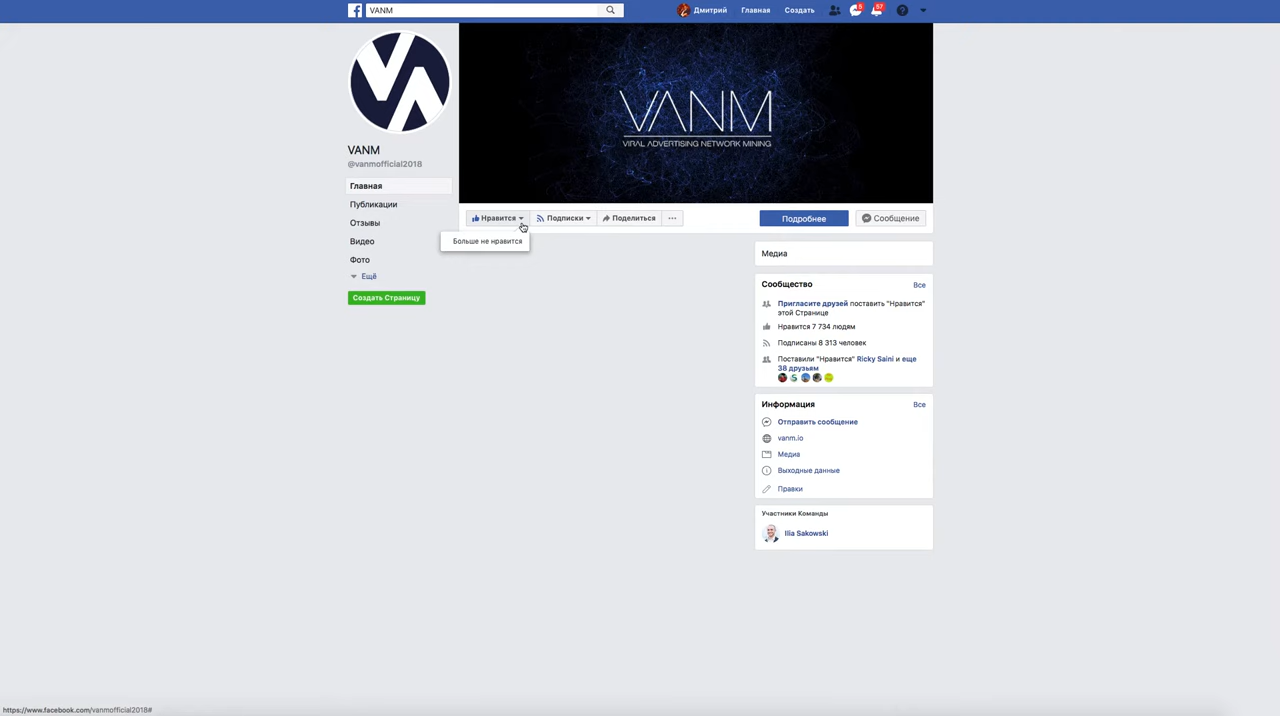 VANM
Дмитрий
Главная
Создать
8
57
VANM
VIRAL ADVERTISING NETWORK MINING
VANM
@vanmofficial2018
Главная
Публикации
Отзывы
Видео
Фото
Ещё
Создать Страницу
Нравится
Подписки
Поделиться
Больше не нравится
Подробнее
Сообщение
Медиа
Сообщество
Все
Пригласите друзей поставить "Нравится"
этой Странице
Нравится 7 734 людям
Подписаны 8 313 человек
Поставили "Нравится" Ricky Saini и еще
38 друзьям
Информация
Все
Отправить сообщение
vanm.io
Медиа
Выходные данные
Правки
Участники Команды
Ilia Sakowski
https://www.facebook.com/vanmofficial2018#